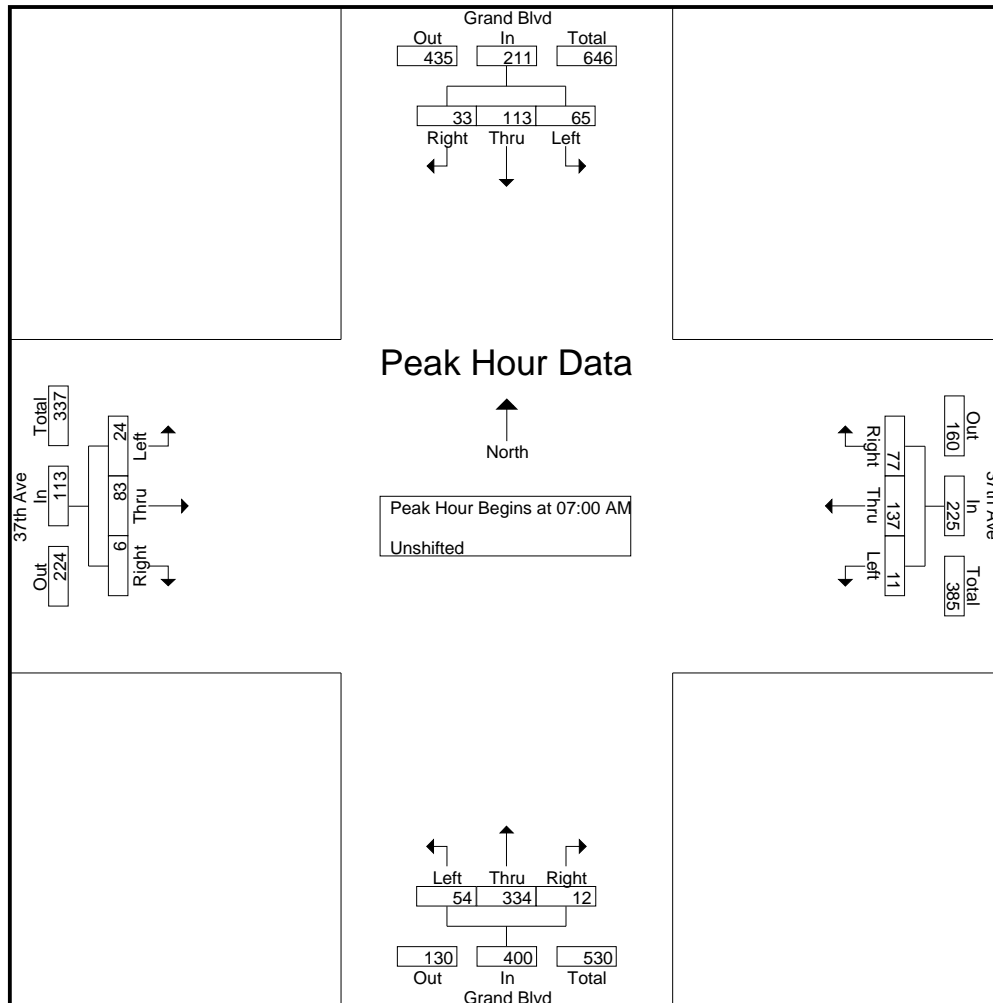 Grand Blvd
Out In Total
435 211 646
33 113 65
Right Thru Left
Peak Hour Data
North
Peak Hour Begins at 07:00 AM
Unshifted
37th Ave
Total In Out
337 113 224
24 83 6
Left Thru Right
37th Ave
Out In Total
160 225 385
77 137 11
Right Thru Left
Left Thru Right
54 334 12
130 400 530
Out In Total
Grand Blvd